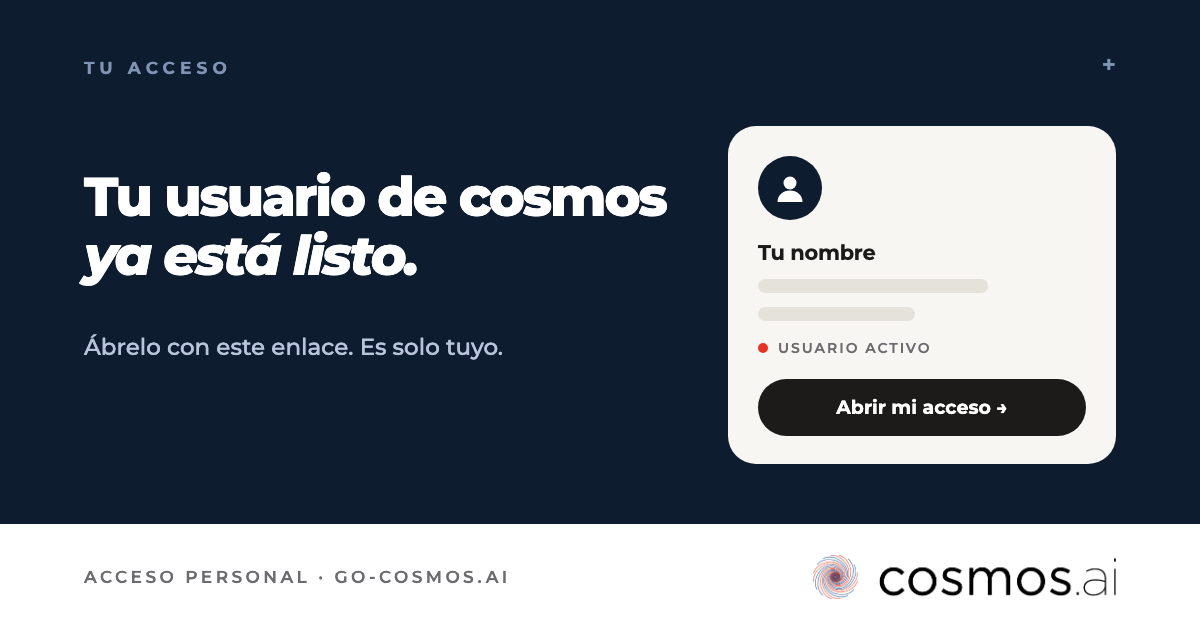 TU ACCESO
+
Tu usuario de cosmos
ya está listo.
Ábrelo con este enlace. Es solo tuyo.
Tu nombre
USUARIO ACTIVO
Abrir mi acceso →
ACCESO PERSONAL · GO-COSMOS.AI
cosmos.ai